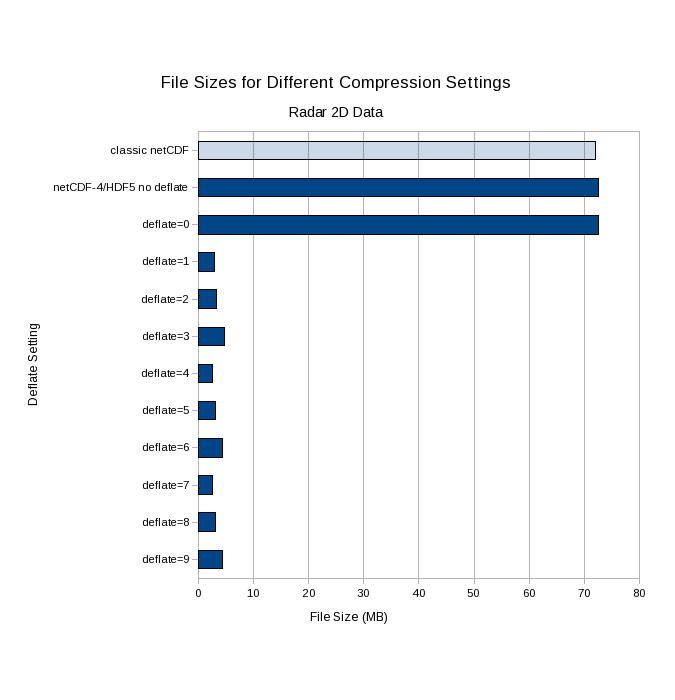 File Sizes for Different Compression Settings
Radar 2D Data
classic netCDF
netCDF-4/HDF5 no deflate
deflate=0
deflate=1
deflate=2
deflate=3
deflate=4
deflate=5
deflate=6
deflate=7
deflate=8
deflate=9
Deflate Setting
0 10 20 30 40 50 60 70 80
File Size (MB)